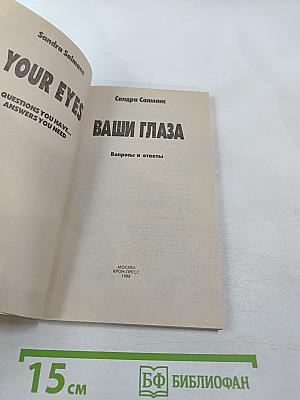 Sandra Salmans
YOUR EYES
QUESTIONS YOU HAVE...
ANSWERS YOU NEED
Сандра Салманс
ВАШИ ГЛАЗА
Вопросы и ответы
МОСКВА
КРОН-ПРЕСС
1998
15 см
БФ БИБЛИОФАН